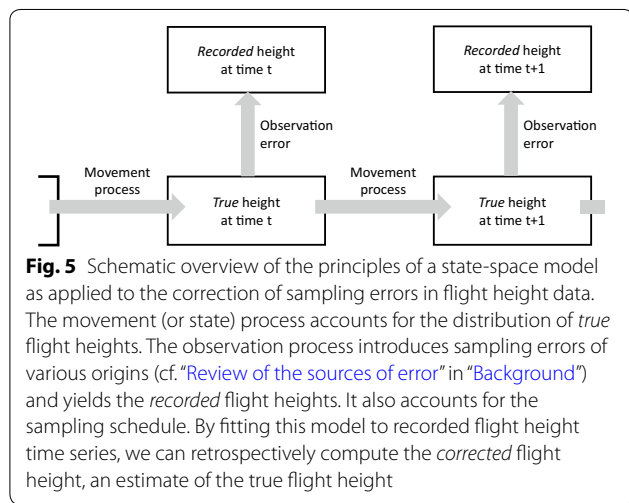 Recorded height
at time t
Recorded height
at time t+1
Observation
error
Observation
error
Movement
process
Movement
process
True height
at time t
True height
at time t+1
Fig. 5 Schematic overview of the principles of a state-space model
as applied to the correction of sampling errors in flight height data.
The movement (or state) process accounts for the distribution of true
flight heights. The observation process introduces sampling errors of
various origins (cf. “Review of the sources of error” in “Background”)
and yields the recorded flight heights. It also accounts for the
sampling schedule. By fitting this model to recorded flight height
time series, we can retrospectively compute the corrected flight
height, an estimate of the true flight height